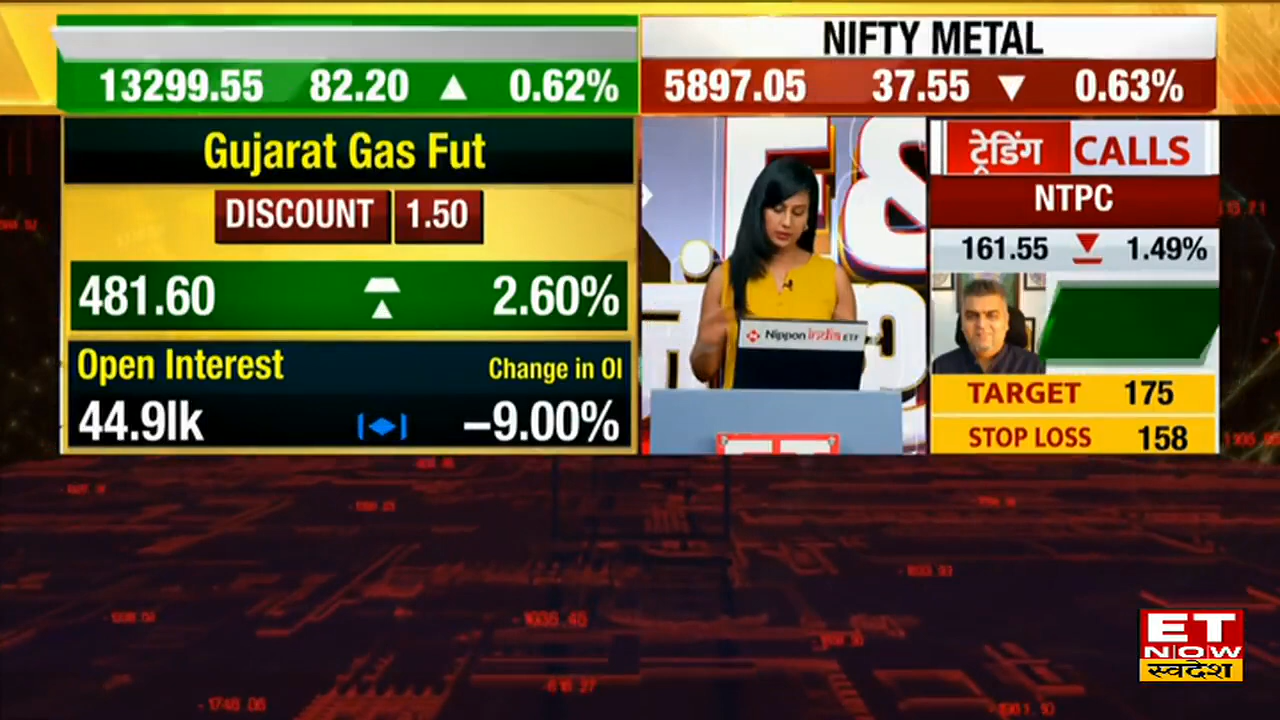 13299.55 82.20 ▲ 0.62%
NIFTY METAL
5897.05 37.55 ▼ 0.63%
Gujarat Gas Fut
DISCOUNT 1.50
481.60 2.60%
Open Interest Change in OI
44.9lk -9.00%
F&
Nippon india ETF
ट्रेडिंग CALLS
NTPC
161.55 1.49%
TARGET 175
STOP LOSS 158
ET
NOW
स्वदेश